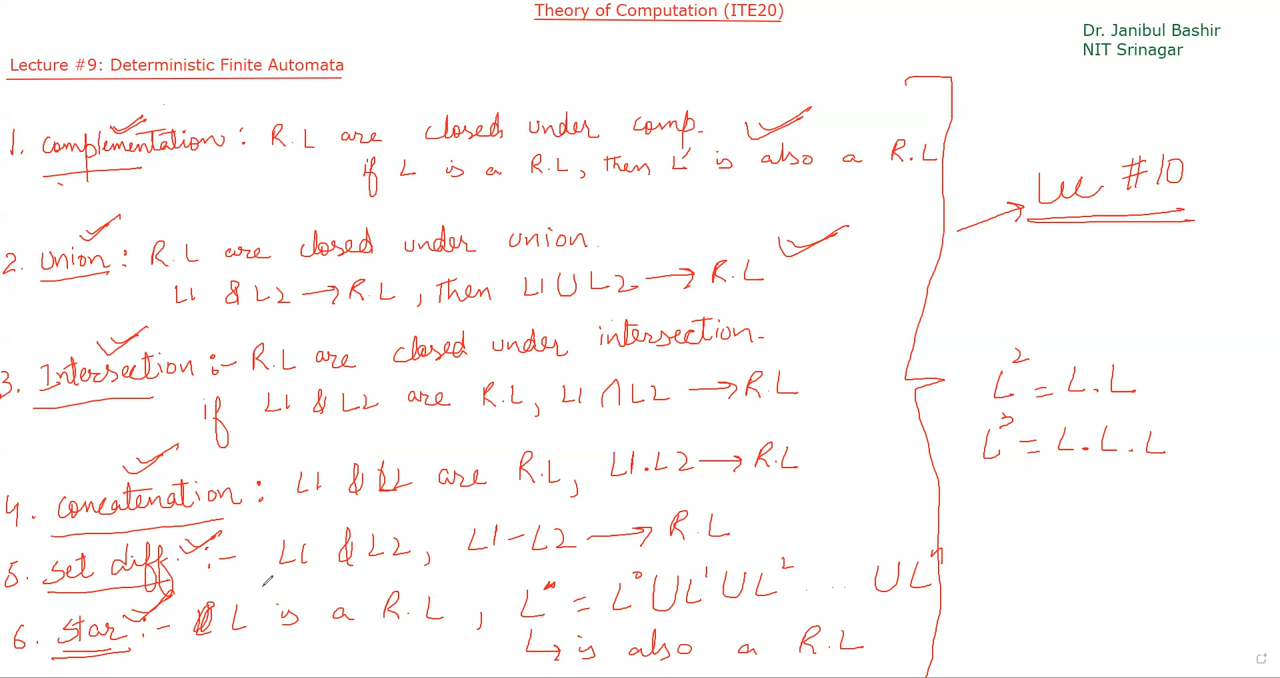 Theory of Computation (ITE20)
Dr. Janibul Bashir
NIT Srinagar
Lecture #9: Deterministic Finite Automata
1. Complementation : R.L are closed under comp.
if L is a R.L, then L' is also a R.L
2. Union : R.L are closed under union.
L1 & L2 → R.L, then L1 ∪ L2 → R.L
3. Intersection :- R.L are closed under intersection.
if L1 & L2 are R.L, L1 ∩ L2 → R.L
4. Concatenation : L1 & L2 are R.L, L1.L2 → R.L
5. Set diff. :- L1 & L2, L1-L2 → R.L
6. Star :- L is a R.L, L* = L⁰ ∪ L¹ ∪ L² ... ∪ Lⁿ
↳ is also a R.L
→ Lec #10
L² = L.L
L³ = L.L.L